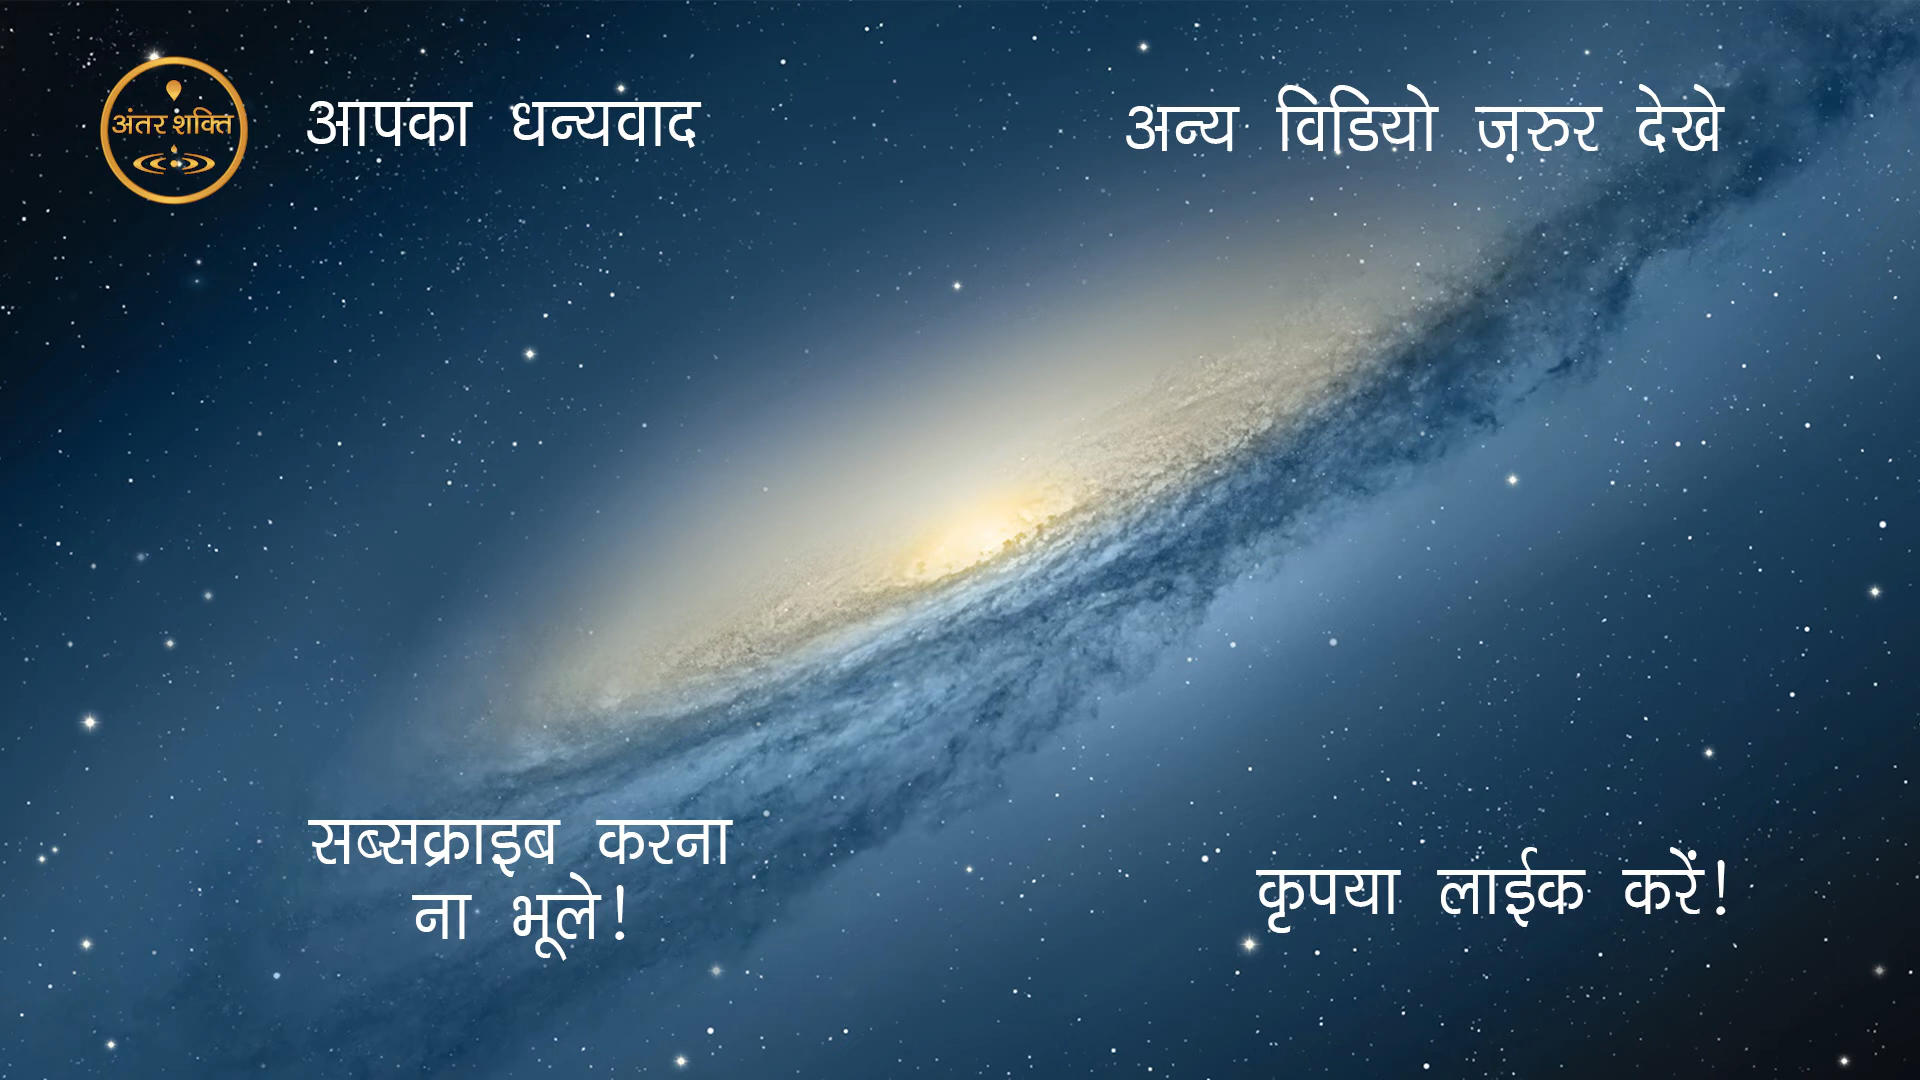 अंतर शक्ति
आपका धन्यवाद
अन्य विडियो ज़रुर देखे
सब्सक्राइब करना
ना भूले!
कृपया लाईक करें!